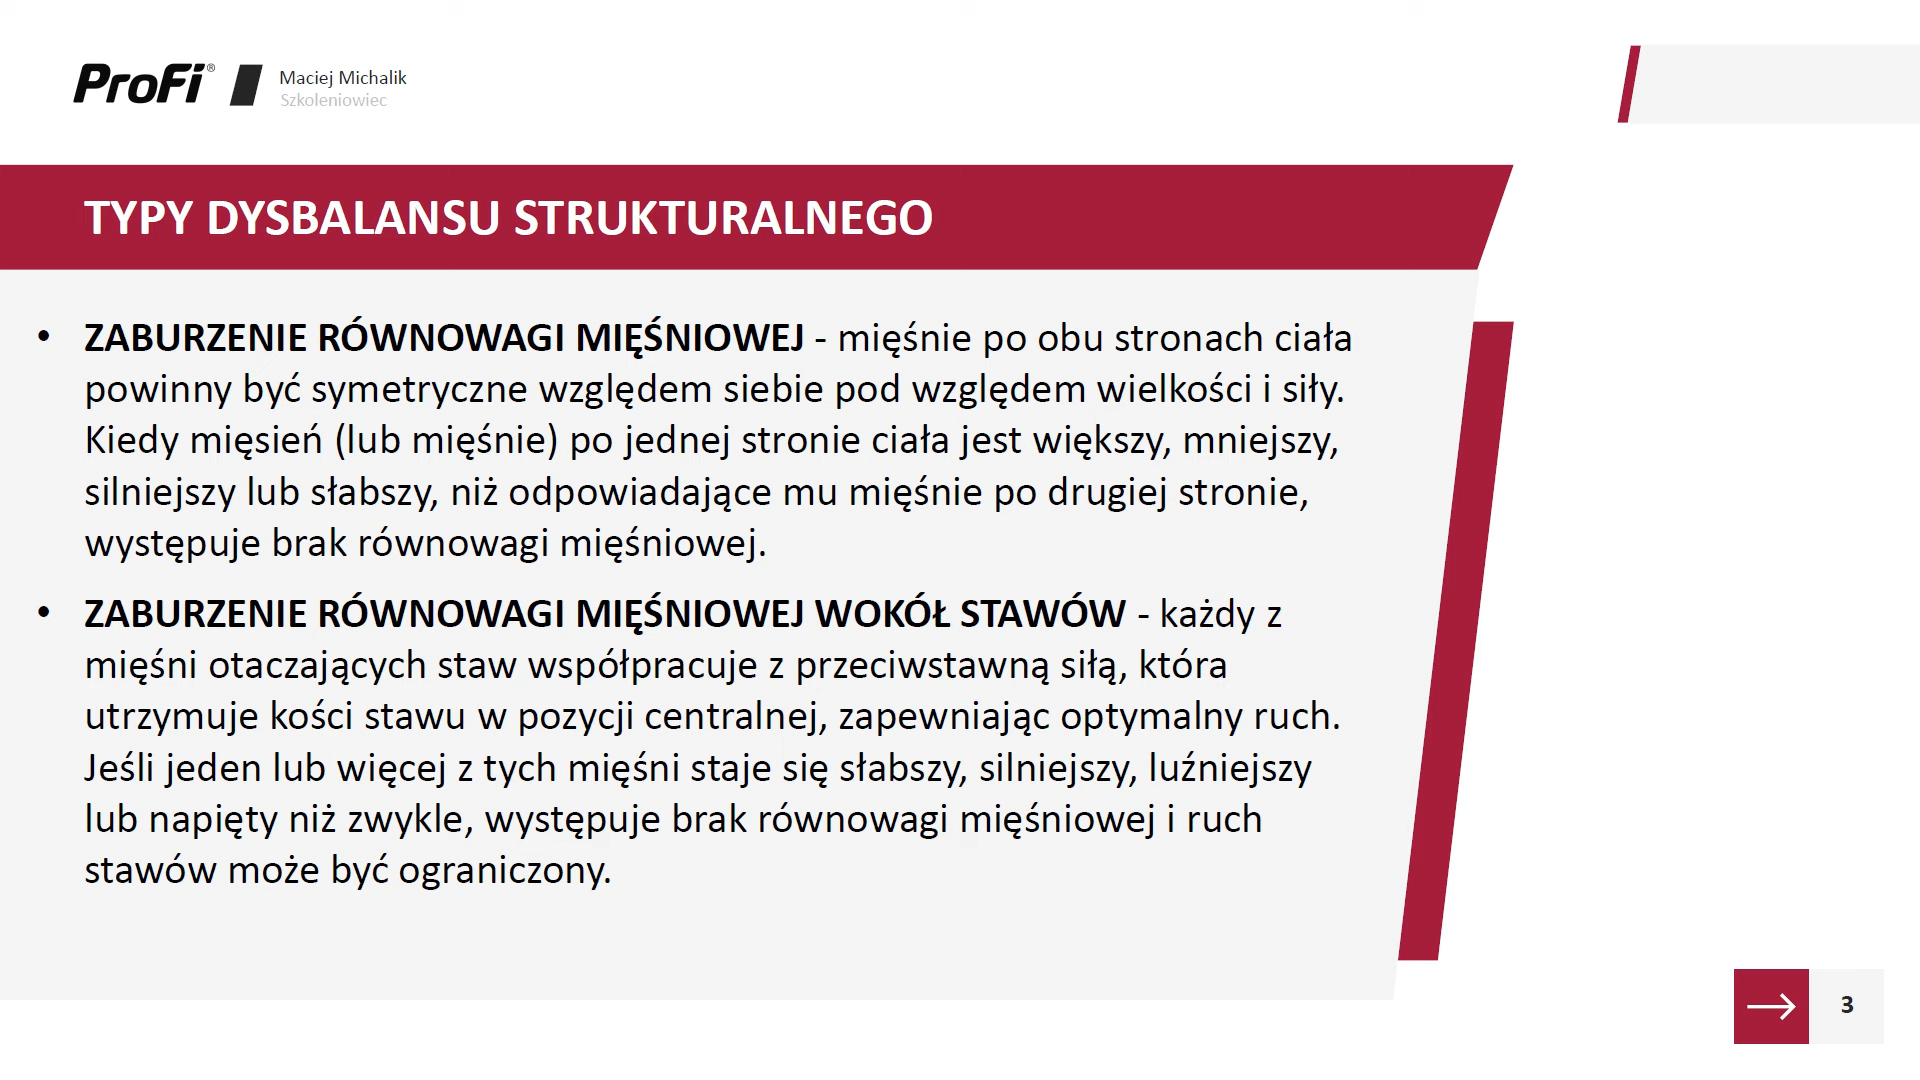 ProFi®
Maciej Michalik
Szkoleniowiec
TYPY DYSBALANSU STRUKTURALNEGO
• ZABURZENIE RÓWNOWAGI MIĘŚNIOWEJ - mięśnie po obu stronach ciała
powinny być symetryczne względem siebie pod względem wielkości i siły.
Kiedy mięsień (lub mięśnie) po jednej stronie ciała jest większy, mniejszy,
silniejszy lub słabszy, niż odpowiadające mu mięśnie po drugiej stronie,
występuje brak równowagi mięśniowej.
• ZABURZENIE RÓWNOWAGI MIĘŚNIOWEJ WOKÓŁ STAWÓW - każdy z
mięśni otaczających staw współpracuje z przeciwstawną siłą, która
utrzymuje kości stawu w pozycji centralnej, zapewniając optymalny ruch.
Jeśli jeden lub więcej z tych mięśni staje się słabszy, silniejszy, luźniejszy
lub napięty niż zwykle, występuje brak równowagi mięśniowej i ruch
stawów może być ograniczony.
3